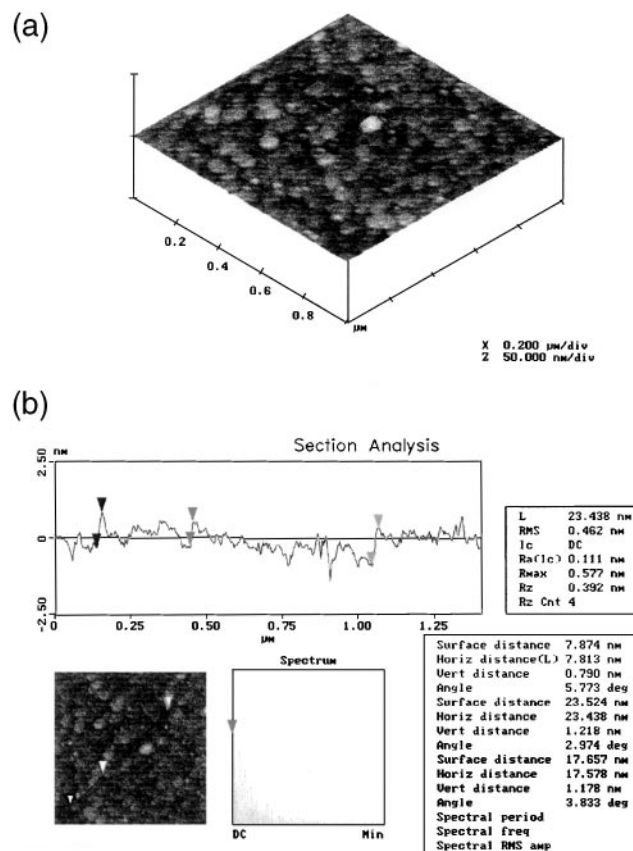 (a)
0.2
0.4
0.6
0.8
µm
X 0.200 µm/div
Z 50.000 nm/div
(b)
nm
Section Analysis
2.50
0
-2.50
0 0.25 0.50 0.75 1.00 1.25
µm
L 23.438 nm
RMS 0.462 nm
lc DC
Ra(lc) 0.111 nm
Rmax 0.577 nm
Rz 0.392 nm
Rz Cnt 4
Spectrum
DC Min
Surface distance 7.874 nm
Horiz distance(L) 7.813 nm
Vert distance 0.790 nm
Angle 5.773 deg
Surface distance 23.524 nm
Horiz distance 23.438 nm
Vert distance 1.218 nm
Angle 2.974 deg
Surface distance 17.657 nm
Horiz distance 17.578 nm
Vert distance 1.178 nm
Angle 3.833 deg
Spectral period
Spectral freq
Spectral RMS amp